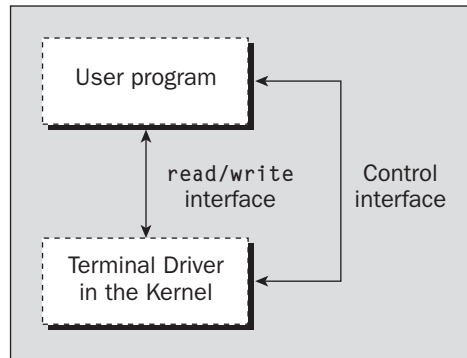 User program
read/write
interface
Control
interface
Terminal Driver
in the Kernel